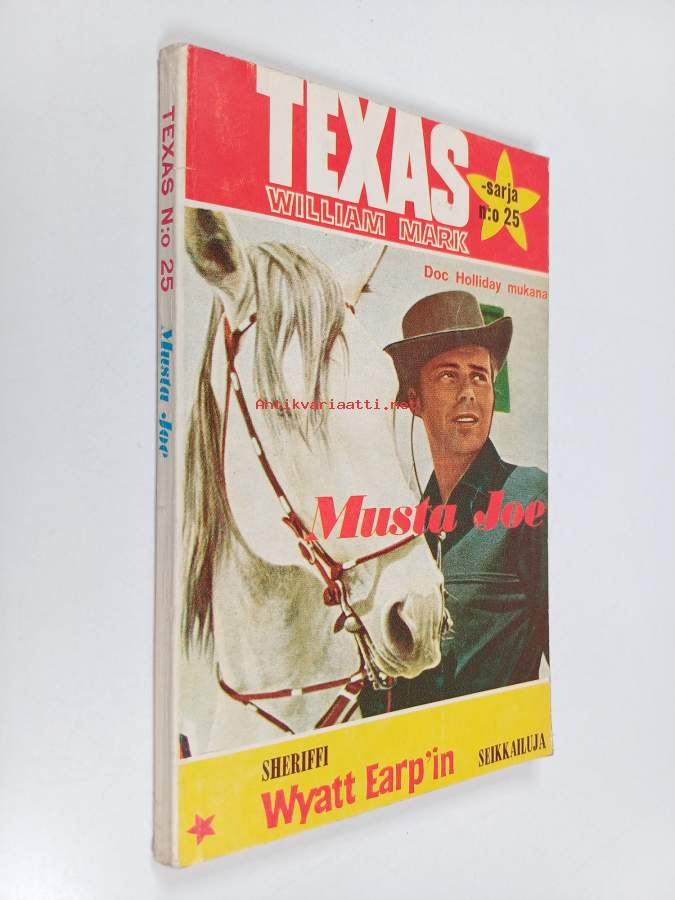 TEXAS N:o 25 Musta Joe
TEXAS
-sarja
n:o 25
WILLIAM MARK
Doc Holliday mukana
Antikvariaatti.net
Musta Joe
SHERIFFI
Wyatt Earp'in
SEIKKAILUJA